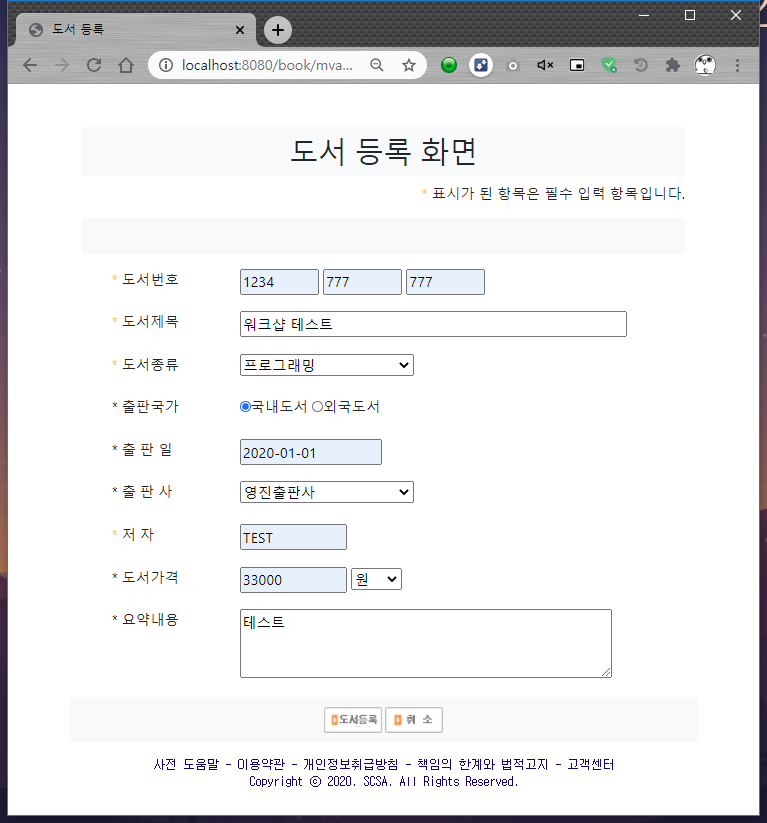 도서 등록
localhost:8080/book/mva...
도서 등록 화면
* 표시가 된 항목은 필수 입력 항목입니다.
* 도서번호 1234 777 777
* 도서제목 워크샵 테스트
* 도서종류 프로그래밍
* 출판국가 국내도서 외국도서
* 출 판 일 2020-01-01
* 출 판 사 영진출판사
* 저 자 TEST
* 도서가격 33000 원
* 요약내용 테스트
도서등록 취 소
사전 도움말 - 이용약관 - 개인정보취급방침 - 책임의 한계와 법적고지 - 고객센터
Copyright ⓒ 2020. SCSA. All Rights Reserved.